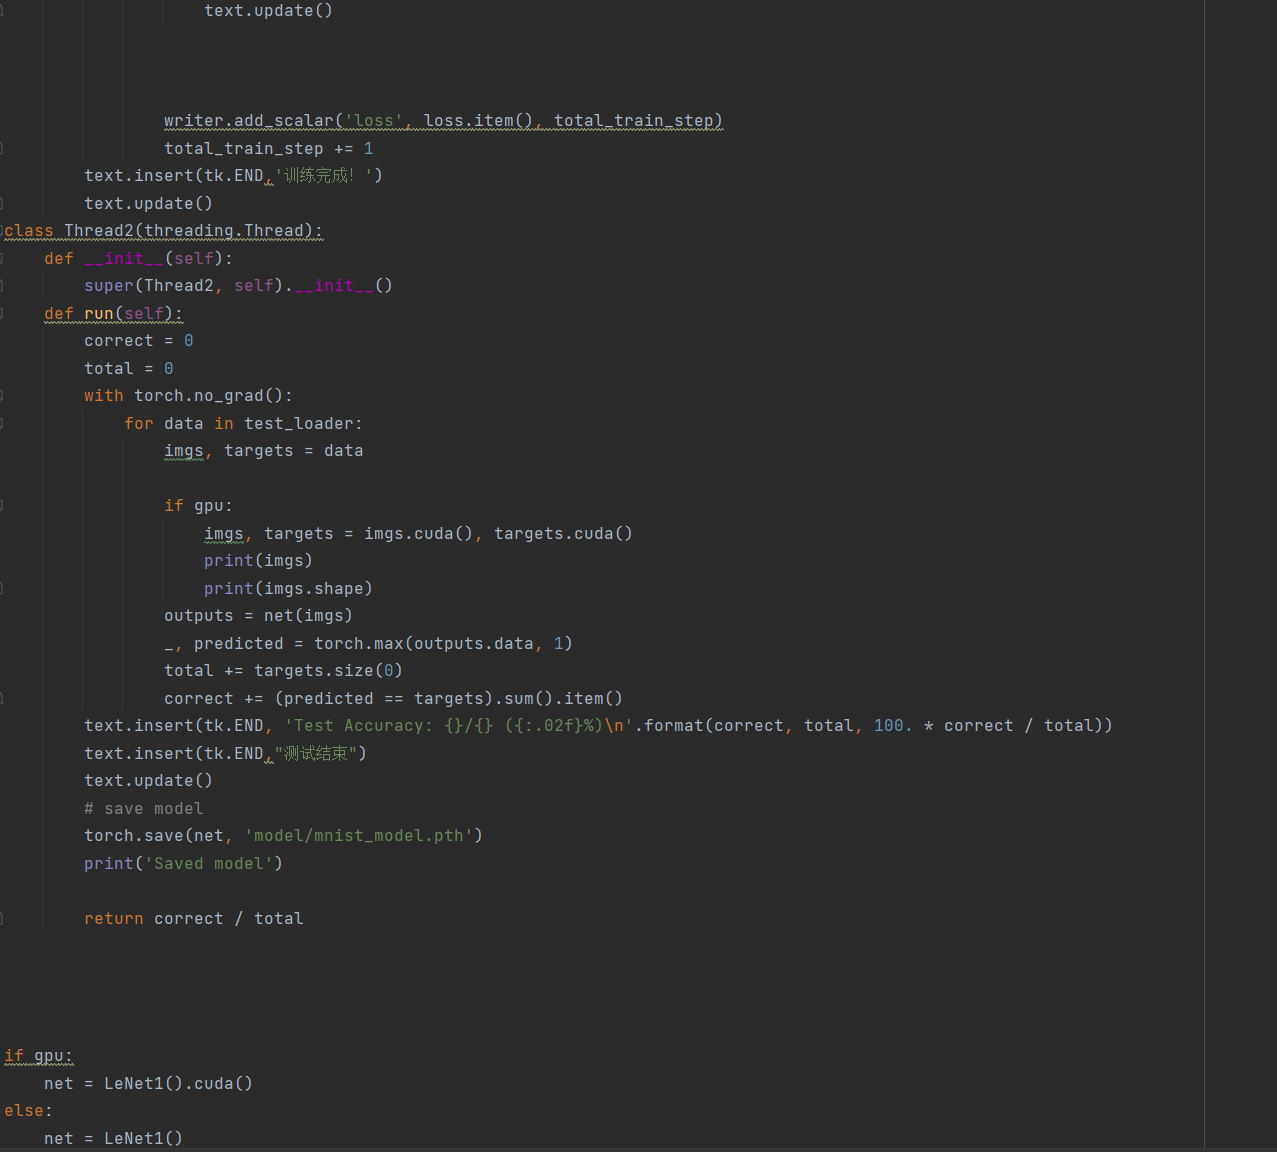 text.update()
writer.add_scalar('loss', loss.item(), total_train_step)
total_train_step += 1
text.insert(tk.END,'训练完成！')
text.update()
class Thread2(threading.Thread):
def __init__(self):
super(Thread2, self).__init__()
def run(self):
correct = 0
total = 0
with torch.no_grad():
for data in test_loader:
imgs, targets = data
if gpu:
imgs, targets = imgs.cuda(), targets.cuda()
print(imgs)
print(imgs.shape)
outputs = net(imgs)
_, predicted = torch.max(outputs.data, 1)
total += targets.size(0)
correct += (predicted == targets).sum().item()
text.insert(tk.END, 'Test Accuracy: {}/{} ({:.02f}%)\n'.format(correct, total, 100. * correct / total))
text.insert(tk.END,"测试结束")
text.update()
# save model
torch.save(net, 'model/mnist_model.pth')
print('Saved model')
return correct / total
if gpu:
net = LeNet1().cuda()
else:
net = LeNet1()